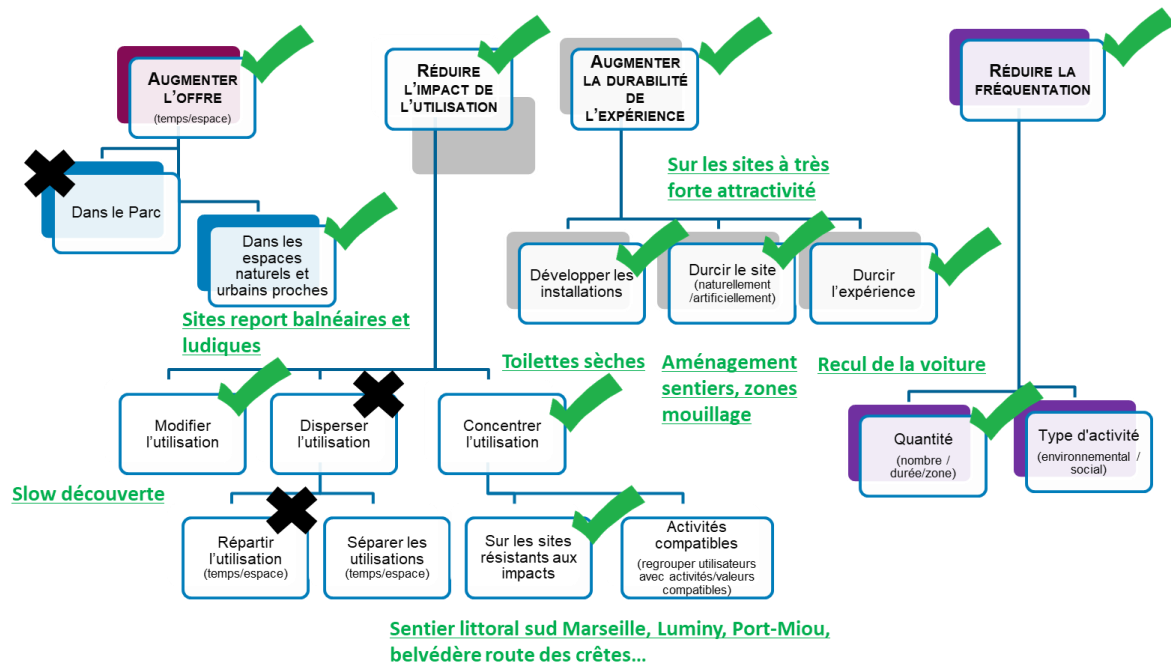 AUGMENTER
L'OFFRE
(temps/espace)
RÉDUIRE
L'IMPACT DE
L'UTILISATION
AUGMENTER
LA DURABILITÉ
DE
L'EXPÉRIENCE
RÉDUIRE LA
FRÉQUENTATION
Dans le Parc
Dans les
espaces
naturels et
urbains proches
Sites report balnéaires et
ludiques
Sur les sites à très
forte attractivité
Développer les
installations
Durcir le site
(naturellement
/artificiellement)
Durcir
l'expérience
Toilettes sèches
Aménagement
sentiers, zones
mouillage
Recul de la voiture
Modifier
l'utilisation
Disperser
l'utilisation
Concentrer
l'utilisation
Quantité
(nombre /
durée/zone)
Type d'activité
(environnemental /
social)
Slow découverte
Répartir
l'utilisation
(temps/espace)
Séparer les
utilisations
(temps/espace)
Sur les sites
résistants aux
impacts
Activités
compatibles
(regrouper utilisateurs
avec activités/valeurs
compatibles)
Sentier littoral sud Marseille, Luminy, Port-Miou,
belvédère route des crêtes…